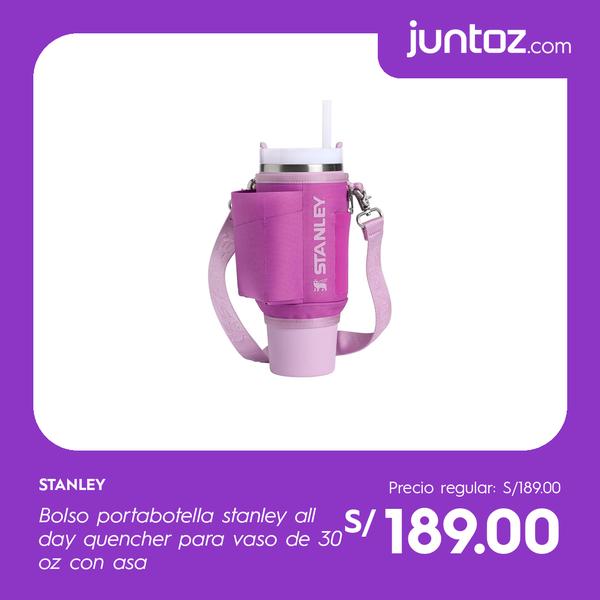 juntoz.com
STANLEY
STANLEY
Precio regular: S/189.00
Bolso portabotella stanley all
day quencher para vaso de 30
oz con asa
S/189.00